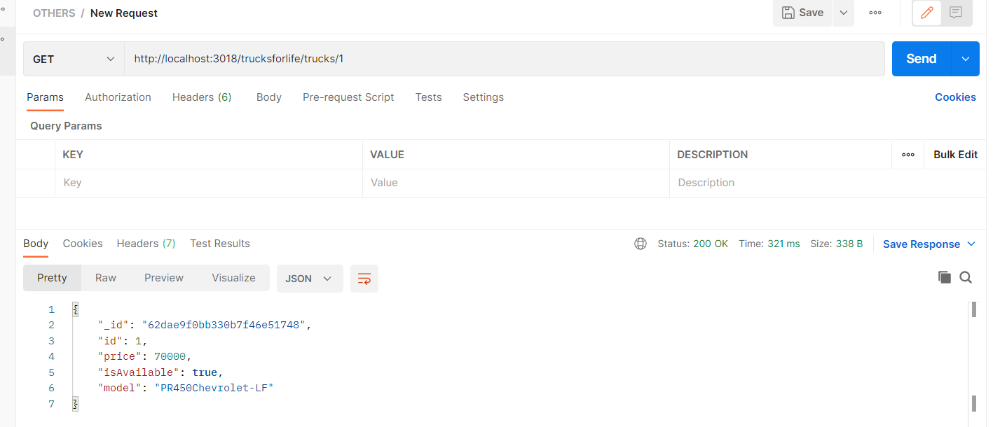 OTHERS / New Request
Save
GET
http://localhost:3018/trucksforlife/trucks/1
Send
Params Authorization Headers (6) Body Pre-request Script Tests Settings Cookies
Query Params
KEY VALUE DESCRIPTION Bulk Edit
Key Value Description
Body Cookies Headers (7) Test Results Status: 200 OK Time: 321 ms Size: 338 B Save Response
Pretty Raw Preview Visualize JSON
1 {
2 "_id": "62dae9f0bb330b7f46e51748",
3 "id": 1,
4 "price": 70000,
5 "isAvailable": true,
6 "model": "PR450Chevrolet-LF"
7 }